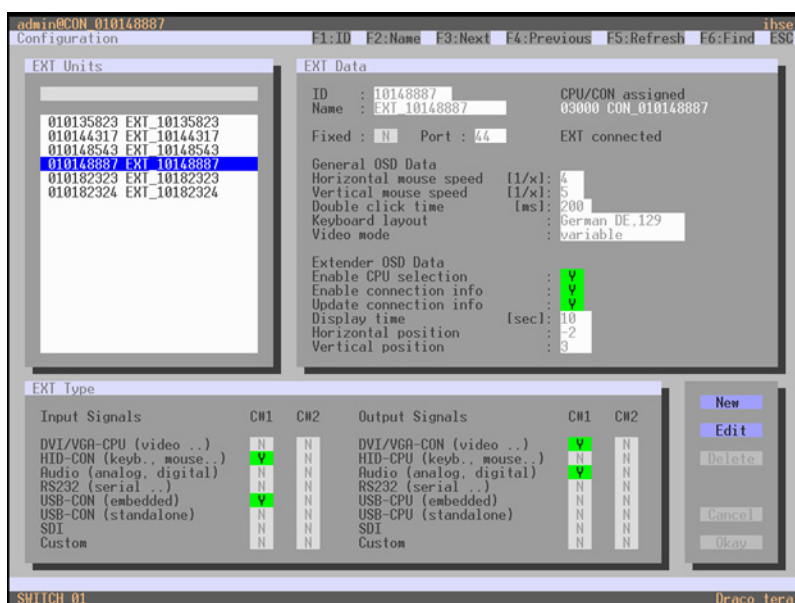 admin@CON_010148887 ihse
Configuration F1:ID F2:Name F3:Next F4:Previous F5:Refresh F6:Find ESC
EXT Units
010135823 EXT_10135823
010144317 EXT_10144317
010148543 EXT_10148543
010148887 EXT_10148887
010182323 EXT_10182323
010182324 EXT_10182324
EXT Data
ID : 10148887 CPU/CON assigned
Name : EXT_10148887 03000 CON_010148887
Fixed : N Port : 44 EXT connected
General OSD Data
Horizontal mouse speed [1/x]: 4
Vertical mouse speed [1/x]: 5
Double click time [ms]: 200
Keyboard layout : German DE,129
Video mode : variable
Extender OSD Data
Enable CPU selection : Y
Enable connection info : Y
Update connection info : Y
Display time [sec]: 10
Horizontal position : -2
Vertical position : 3
EXT Type
Input Signals C#1 C#2 Output Signals C#1 C#2
DVI/VGA-CPU (video ..) N N DVI/VGA-CON (video ..) Y N
HID-CON (keyb., mouse..) Y N HID-CPU (keyb., mouse..) N N
Audio (analog, digital) N N Audio (analog, digital) Y N
RS232 (serial ..) N N RS232 (serial ..) N N
USB-CON (embedded) Y N USB-CPU (embedded) N N
USB-CON (standalone) N N USB-CPU (standalone) N N
SDI N N SDI N N
Custom N N Custom N N
New
Edit
Delete
Cancel
Okay
SWITCH_01 Draco tera